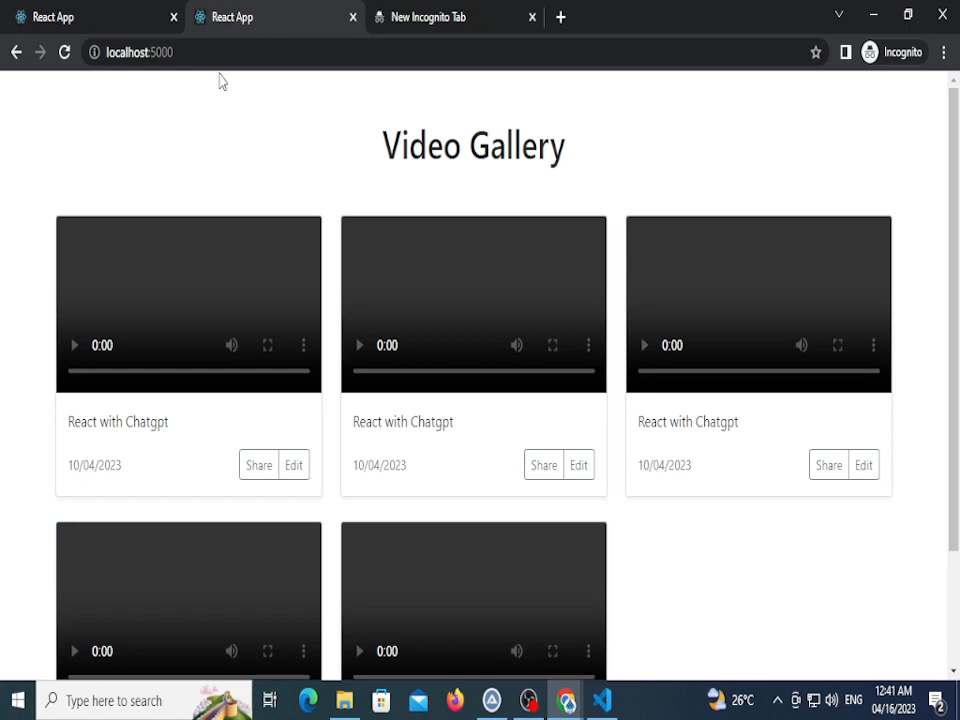 React App
React App
New Incognito Tab
localhost:5000
Incognito
Video Gallery
0:00
0:00
0:00
React with Chatgpt
React with Chatgpt
React with Chatgpt
10/04/2023 Share Edit
10/04/2023 Share Edit
10/04/2023 Share Edit
0:00
0:00
Type here to search
26°C
ENG
12:41 AM
04/16/2023
2